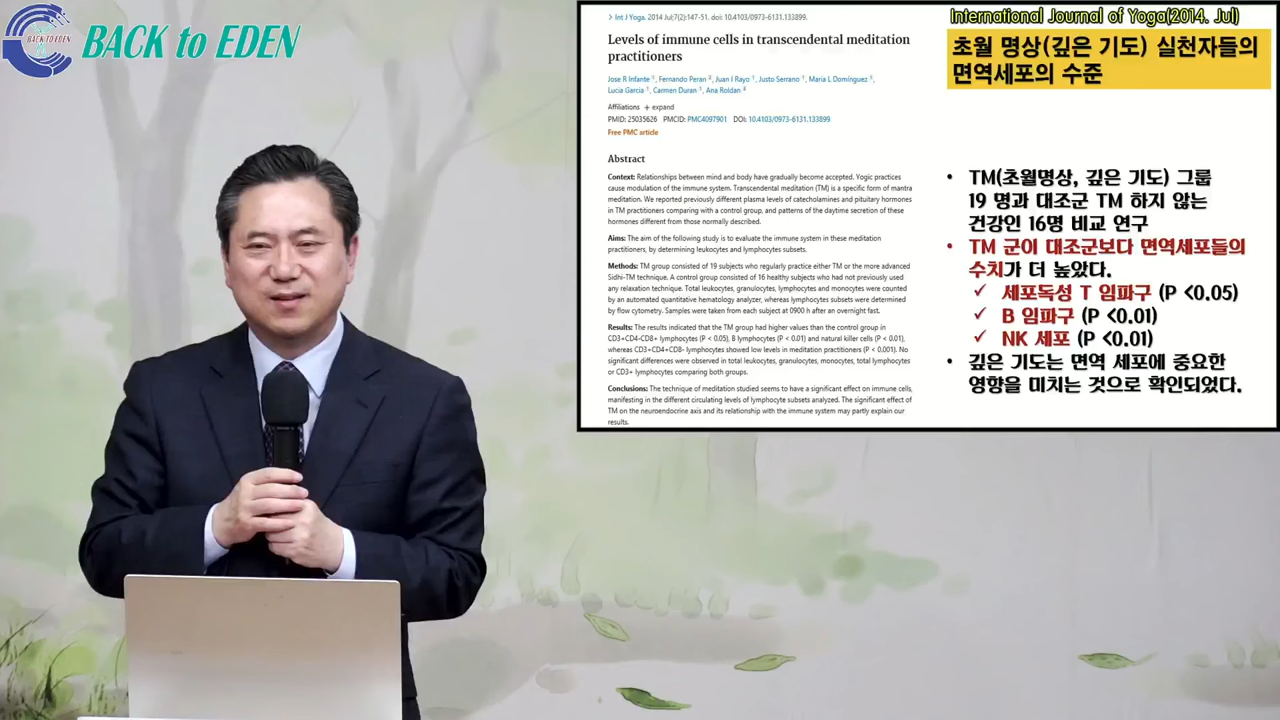 BACK TO EDEN
BACK to EDEN
> Int J Yoga. 2014 Jul;7(2):147-51. doi: 10.4103/0973-6131.133899.
Levels of immune cells in transcendental meditation
practitioners
Jose R Infante 1, Fernando Peran 2, Juan I Rayo 1, Justo Serrano 1, Maria L Domínguez 3,
Lucia Garcia 1, Carmen Duran 1, Ana Roldan 4
Affiliations + expand
PMID: 25035626 PMCID: PMC4097901 DOI: 10.4103/0973-6131.133899
Free PMC article
Abstract
Context: Relationships between mind and body have gradually become accepted. Yogic practices
cause modulation of the immune system. Transcendental meditation (TM) is a specific form of mantra
meditation. We reported previously different plasma levels of catecholamines and pituitary hormones
in TM practitioners comparing with a control group, and patterns of the daytime secretion of these
hormones different from those normally described.
Aims: The aim of the following study is to evaluate the immune system in these meditation
practitioners, by determining leukocytes and lymphocytes subsets.
Methods: TM group consisted of 19 subjects who regularly practice either TM or the more advanced
Sidhi-TM technique. A control group consisted of 16 healthy subjects who had not previously used
any relaxation technique. Total leukocytes, granulocytes, lymphocytes and monocytes were counted
by an automated quantitative hematology analyzer, whereas lymphocytes subsets were determined
by flow cytometry. Samples were taken from each subject at 0900 h after an overnight fast.
Results: The results indicated that the TM group had higher values than the control group in
CD3+CD4-CD8+ lymphocytes (P < 0.05), B lymphocytes (P < 0.01) and natural killer cells (P < 0.01),
whereas CD3+CD4+CD8- lymphocytes showed low levels in meditation practitioners (P < 0.001). No
significant differences were observed in total leukocytes, granulocytes, monocytes, total lymphocytes
or CD3+ lymphocytes comparing both groups.
Conclusions: The technique of meditation studied seems to have a significant effect on immune cells,
manifesting in the different circulating levels of lymphocyte subsets analyzed. The significant effect of
TM on the neuroendocrine axis and its relationship with the immune system may partly explain our
results.
International Journal of Yoga(2014. Jul)
초월 명상(깊은 기도) 실천자들의
면역세포의 수준
• TM(초월명상, 깊은 기도) 그룹
19 명과 대조군 TM 하지 않는
건강인 16명 비교 연구
• TM 군이 대조군보다 면역세포들의
수치가 더 높았다.
✓ 세포독성 T 임파구 (P <0.05)
✓ B 임파구 (P <0.01)
✓ NK 세포 (P <0.01)
• 깊은 기도는 면역 세포에 중요한
영향을 미치는 것으로 확인되었다.